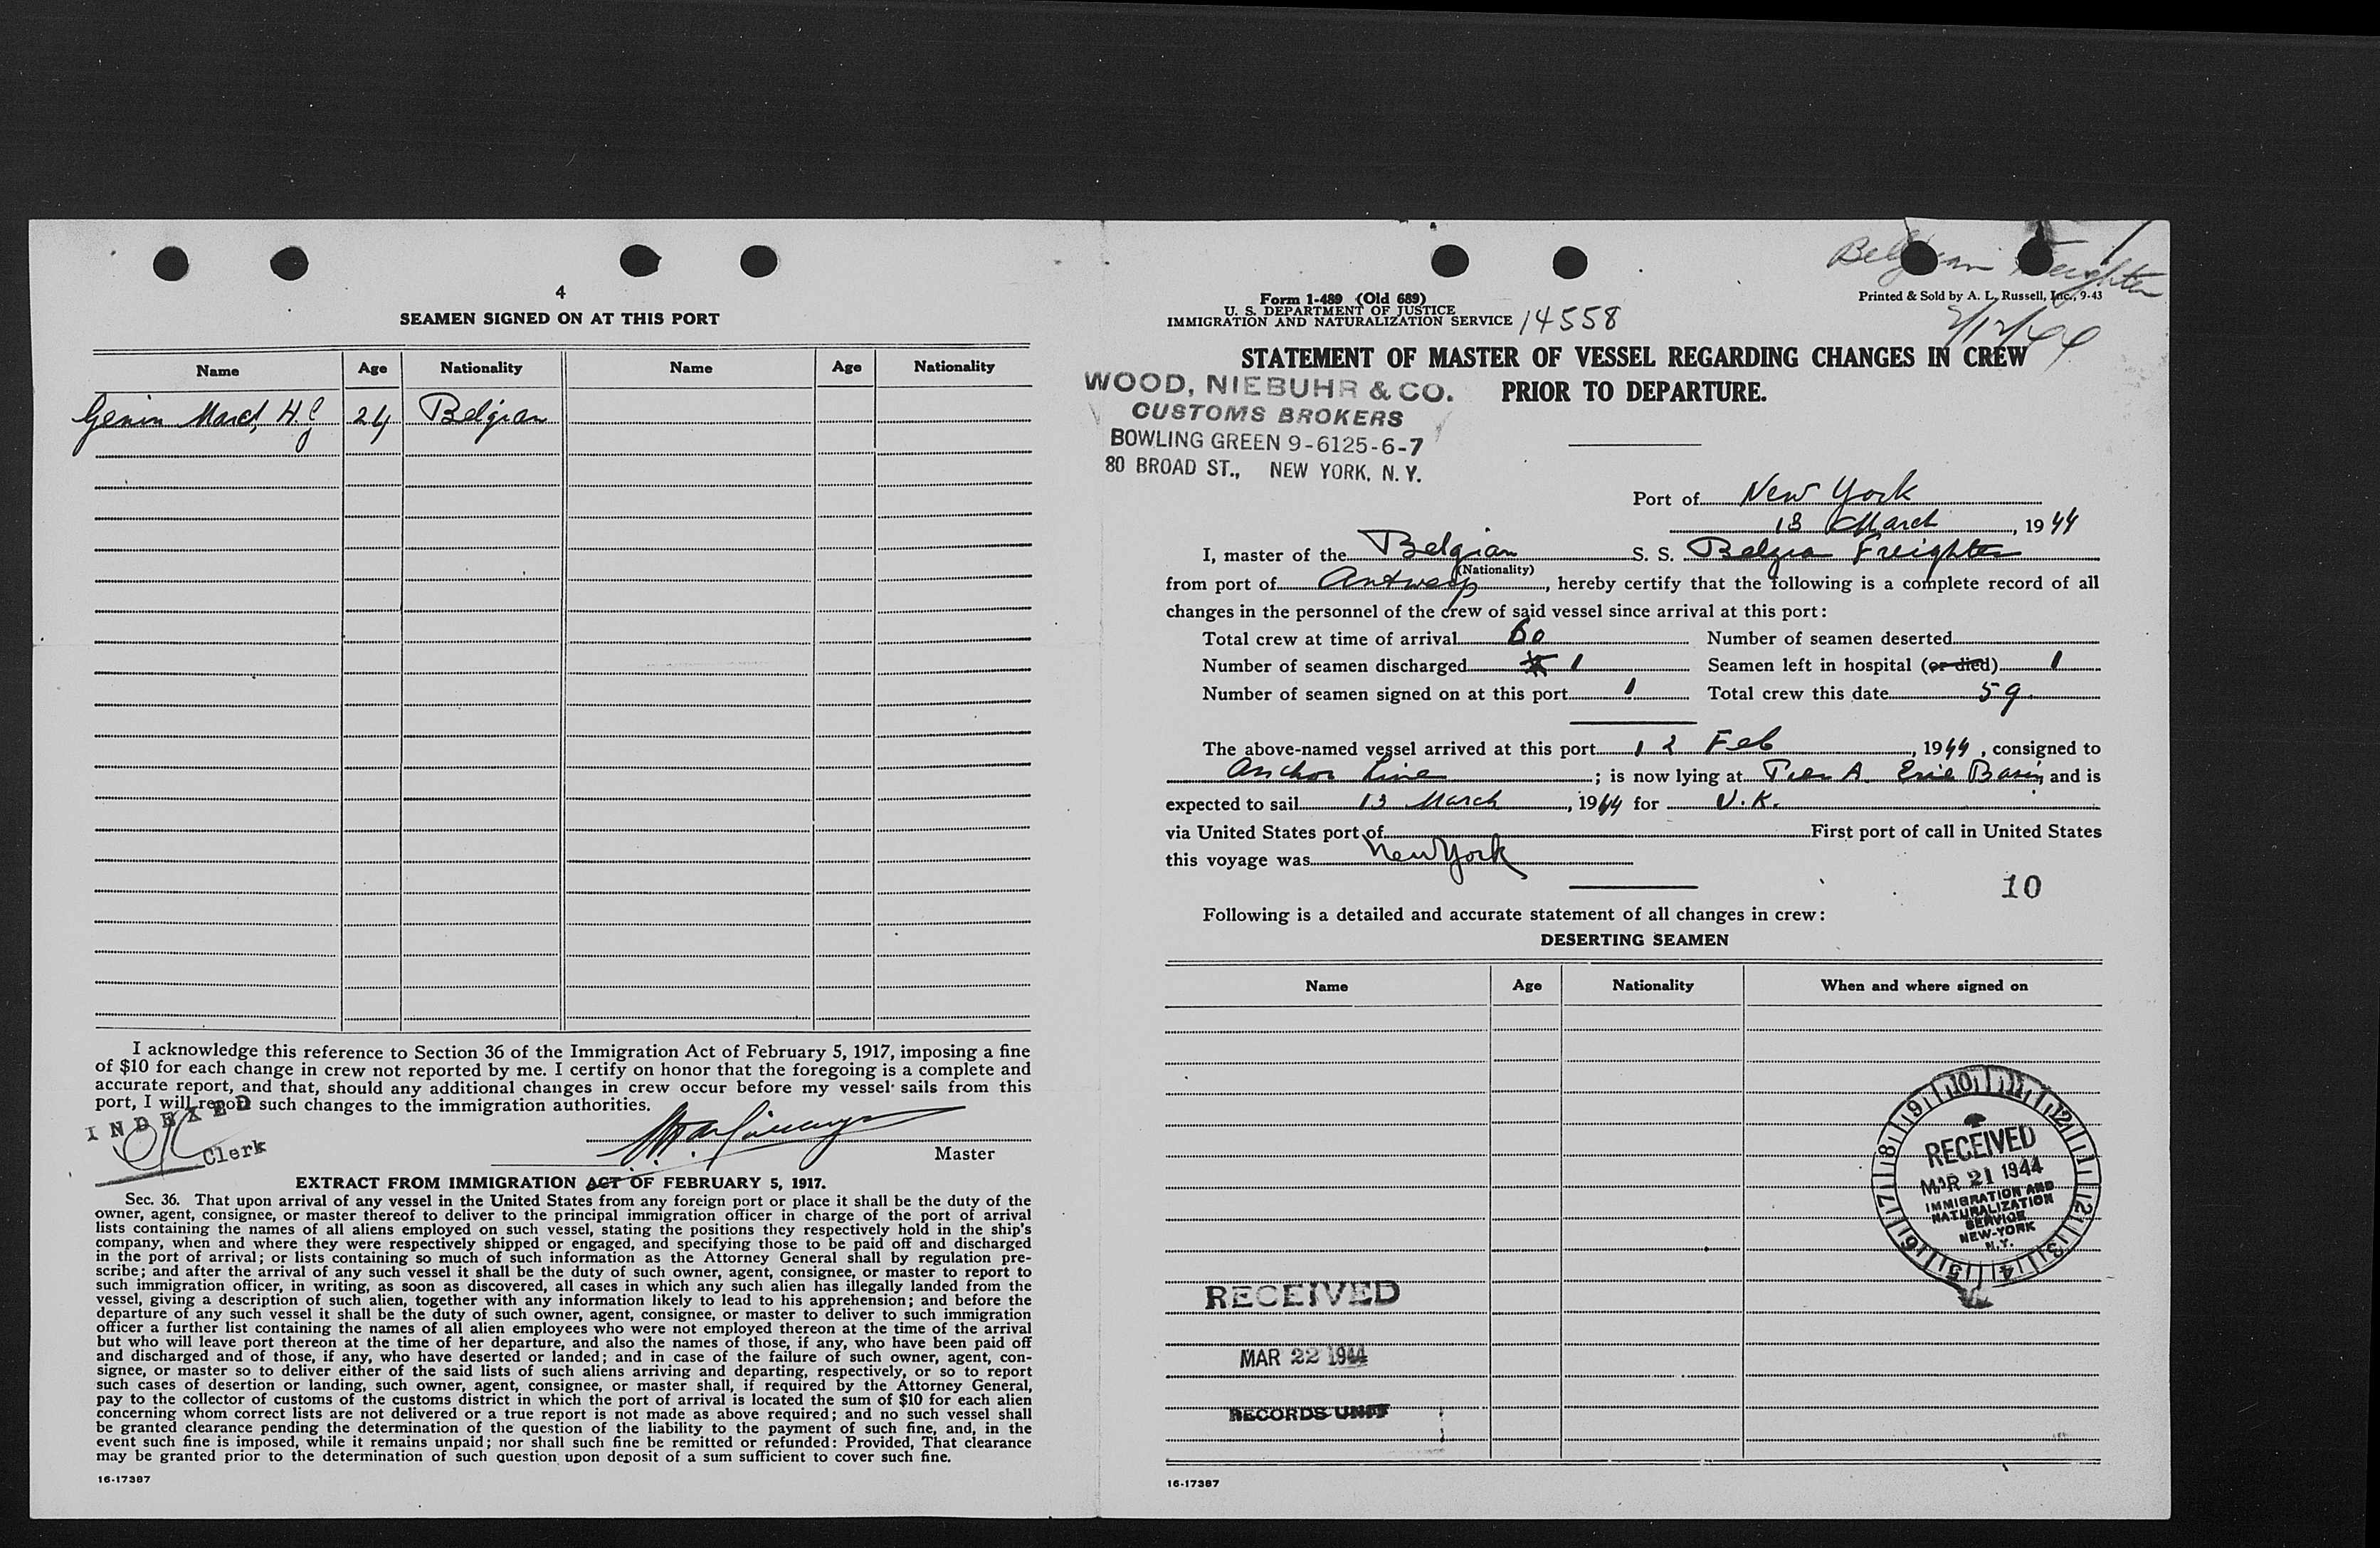 4
SEAMEN SIGNED ON AT THIS PORT
Name Age Nationality Name Age Nationality
Genin Marcel, H. 24 Belgian
I acknowledge this reference to Section 36 of the Immigration Act of February 5, 1917, imposing a fine
of $10 for each change in crew not reported by me. I certify on honor that the foregoing is a complete and
accurate report, and that, should any additional changes in crew occur before my vessel sails from this
port, I will report such changes to the immigration authorities.
INDEXED
Clerk
Master
EXTRACT FROM IMMIGRATION ACT OF FEBRUARY 5, 1917.
Sec. 36. That upon arrival of any vessel in the United States from any foreign port or place it shall be the duty of the
owner, agent, consignee, or master thereof to deliver to the principal immigration officer in charge of the port of arrival
lists containing the names of all aliens employed on such vessel, stating the positions they respectively hold in the ship's
company, when and where they were respectively shipped or engaged, and specifying those to be paid off and discharged
in the port of arrival; or lists containing so much of such information as the Attorney General shall by regulation pre-
scribe; and after the arrival of any such vessel it shall be the duty of such owner, agent, consignee, or master to report to
such immigration officer, in writing, as soon as discovered, all cases in which any such alien has illegally landed from the
vessel, giving a description of such alien, together with any information likely to lead to his apprehension; and before the
departure of any such vessel it shall be the duty of such owner, agent, consignee, or master to deliver to such immigration
officer a further list containing the names of all alien employees who were not employed thereon at the time of the arrival
but who will leave port thereon at the time of her departure, and also the names of those, if any, who have been paid off
and discharged and of those, if any, who have deserted or landed; and in case of the failure of such owner, agent, con-
signee, or master so to deliver either of the said lists of such aliens arriving and departing, respectively, or so to report
such cases of desertion or landing, such owner, agent, consignee, or master shall, if required by the Attorney General,
pay to the collector of customs of the customs district in which the port of arrival is located the sum of $10 for each alien
concerning whom correct lists are not delivered or a true report is not made as above required; and no such vessel shall
be granted clearance pending the determination of the question of the liability to the payment of such fine, and, in the
event such fine is imposed, while it remains unpaid; nor shall such fine be remitted or refunded: Provided, That clearance
may be granted prior to the determination of such question upon deposit of a sum sufficient to cover such fine.
16-17387
Belgian Freighter
Form 1-489 (Old 689)
U. S. DEPARTMENT OF JUSTICE
IMMIGRATION AND NATURALIZATION SERVICE 14558
Printed & Sold by A. L. Russell, Inc., 9-43
2/12/44
STATEMENT OF MASTER OF VESSEL REGARDING CHANGES IN CREW
PRIOR TO DEPARTURE.
WOOD, NIEBUHR & CO.
CUSTOMS BROKERS
BOWLING GREEN 9-6125-6-7
80 BROAD ST., NEW YORK, N. Y.
Port of New York
13 March, 1944
I, master of the Belgian S. S. Belgian Freighter
(Nationality)
from port of Antwerp, hereby certify that the following is a complete record of all
changes in the personnel of the crew of said vessel since arrival at this port:
Total crew at time of arrival 60 Number of seamen deserted
Number of seamen discharged 1 Seamen left in hospital (or died) 1
Number of seamen signed on at this port 1 Total crew this date 59
The above-named vessel arrived at this port 12 Feb, 1944, consigned to
Anchor Line; is now lying at Pier A. Erie Basin, and is
expected to sail 13 March, 1944 for U.K.
via United States port of First port of call in United States
this voyage was New York
10
Following is a detailed and accurate statement of all changes in crew:
DESERTING SEAMEN
Name Age Nationality When and where signed on
RECEIVED
MAR 21 1944
IMMIGRATION AND
NATURALIZATION
SERVICE
NEW-YORK
N.Y.
RECEIVED
MAR 22 1944
RECORDS UNIT
16-17387